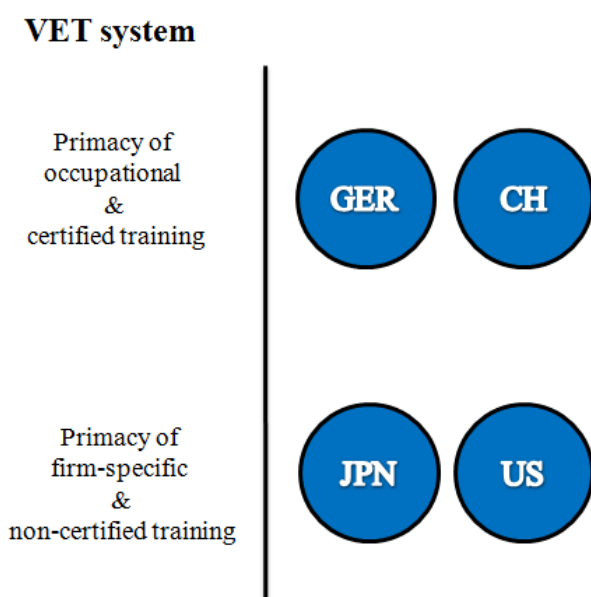 VET system
Primacy of
occupational
&
certified training
GER
CH
Primacy of
firm-specific
&
non-certified training
JPN
US